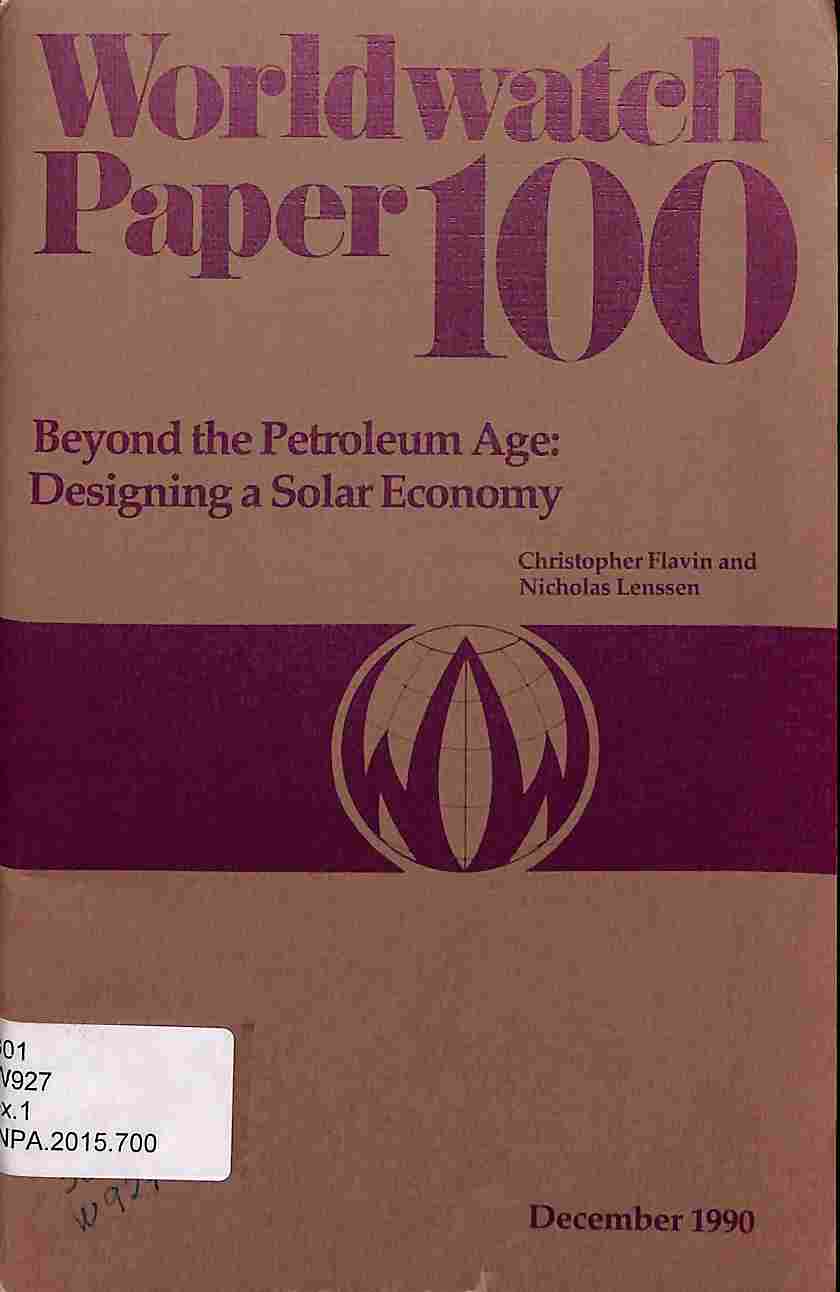 Worldwatch
Paper 100
Beyond the Petroleum Age:
Designing a Solar Economy
Christopher Flavin and
Nicholas Lenssen
01
W927
x.1
NPA.2015.700
W927
December 1990